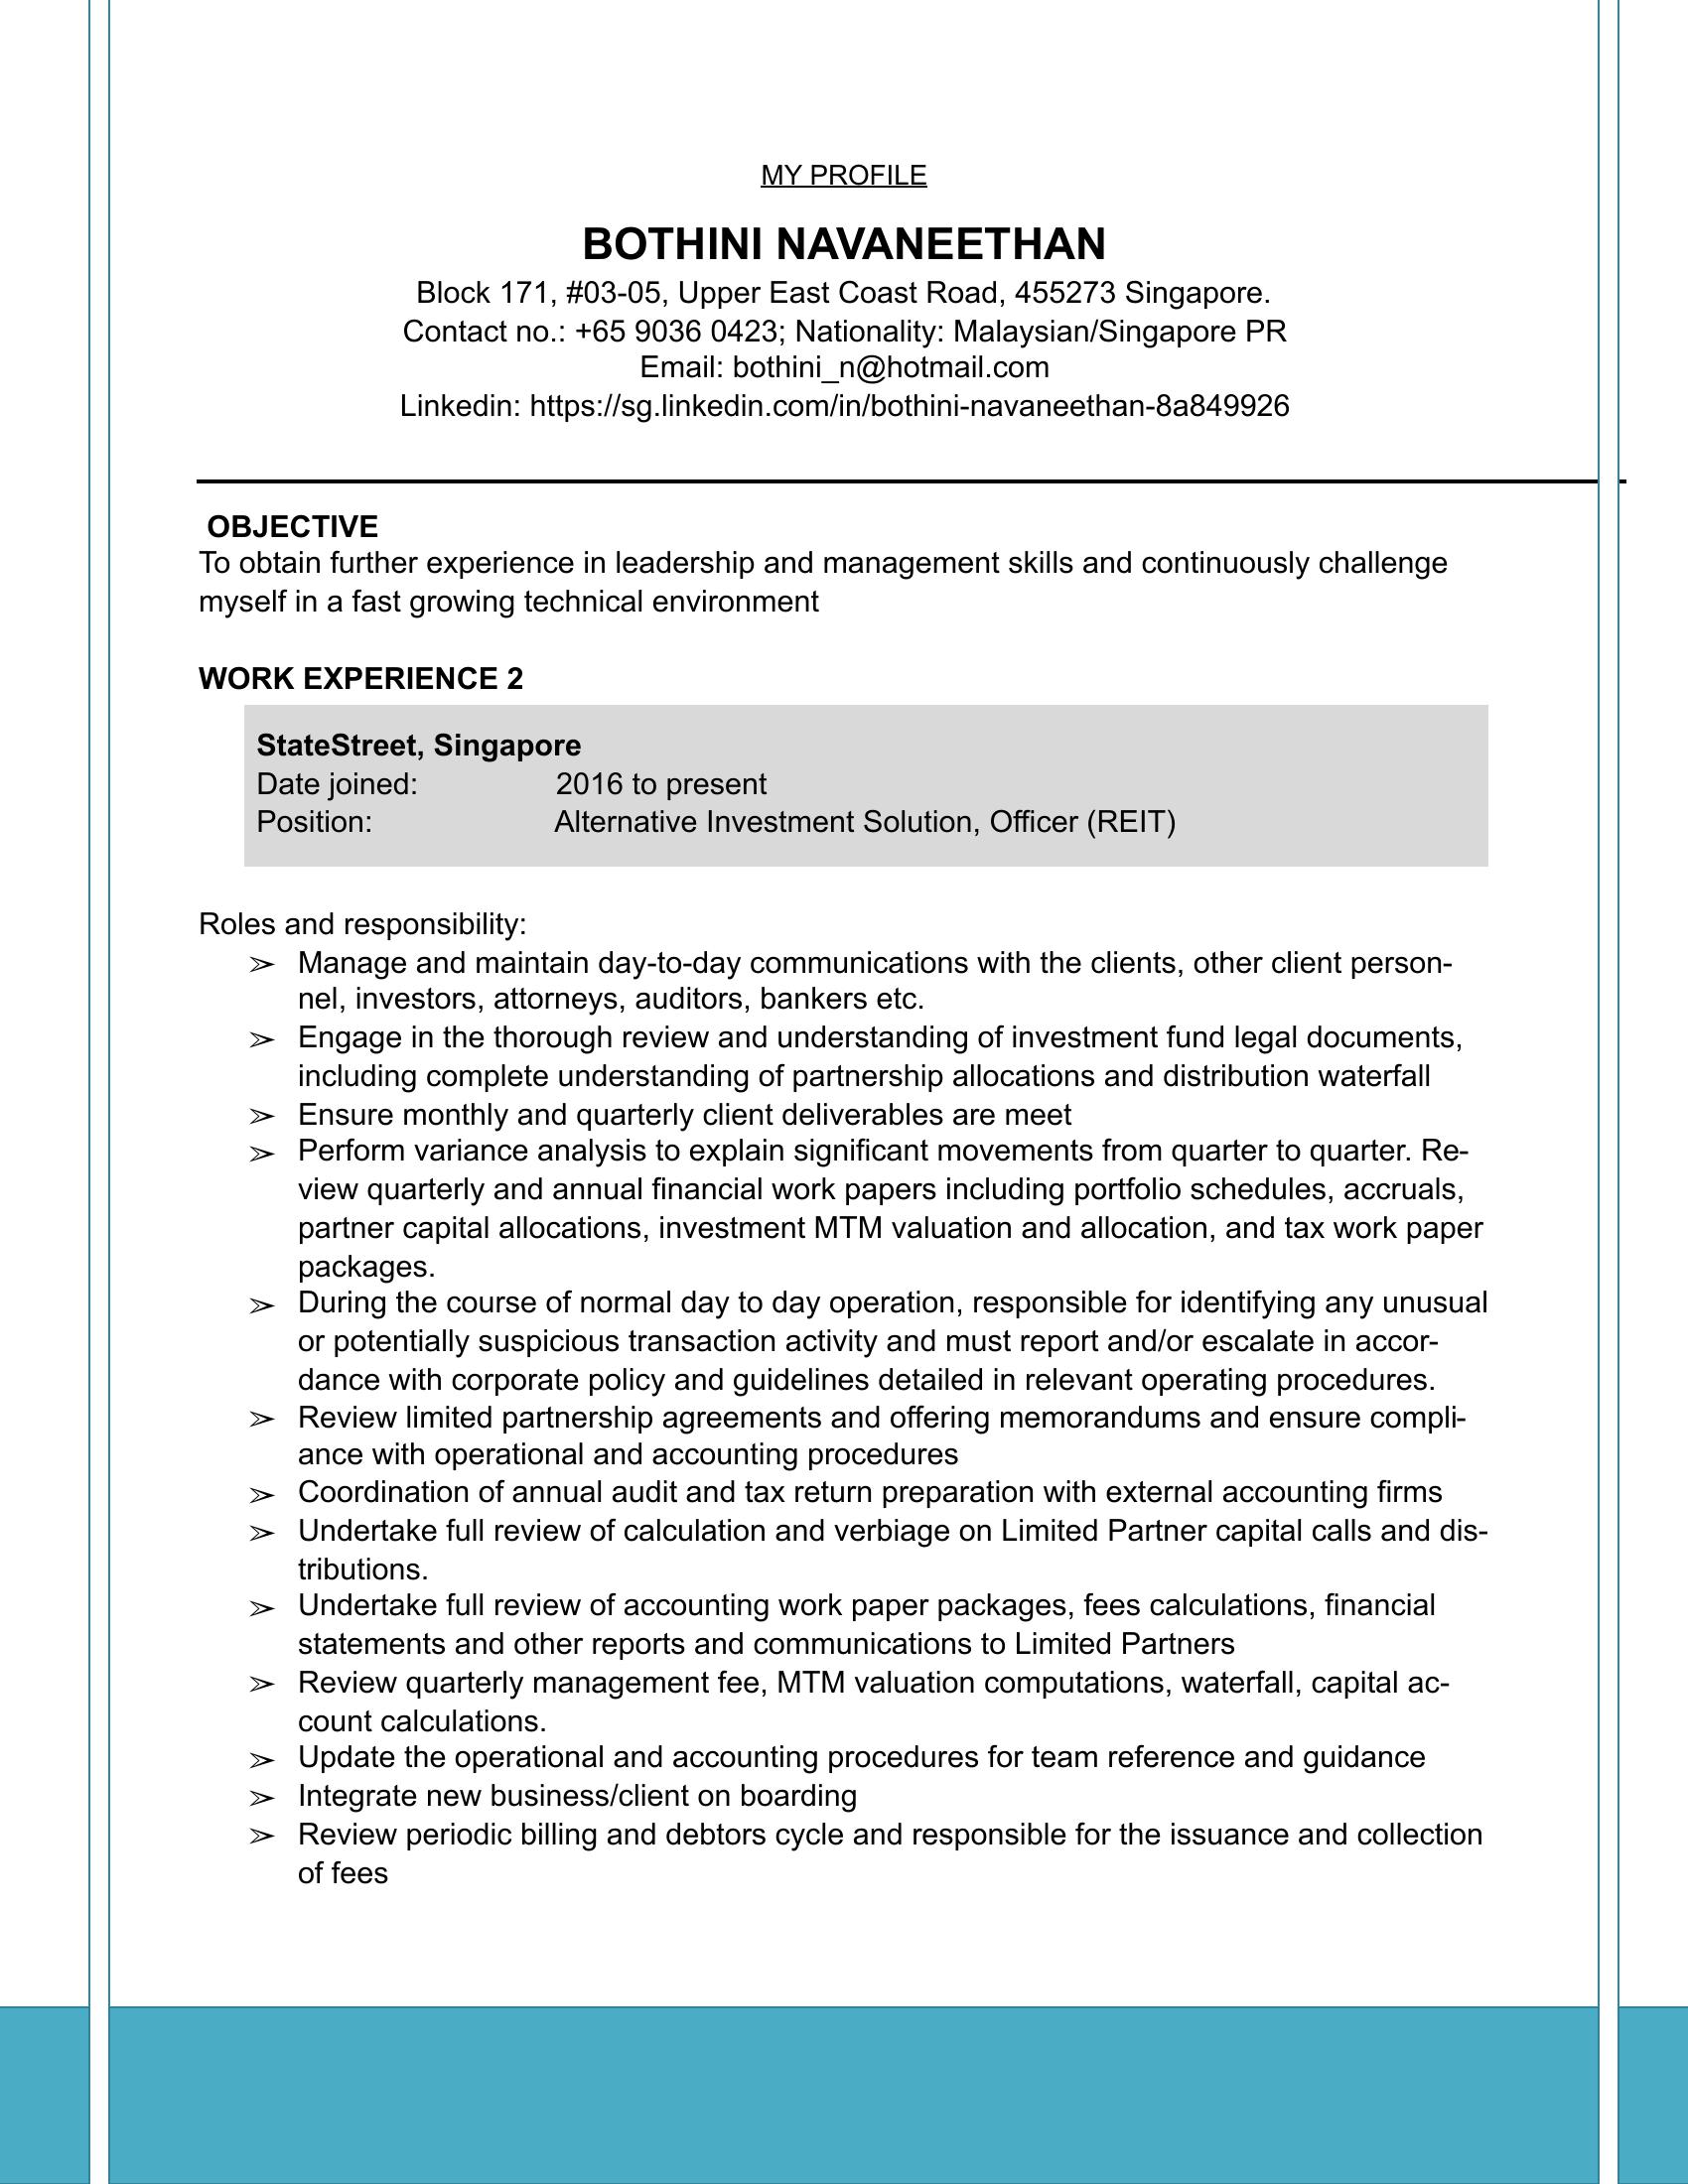 MY PROFILE
BOTHINI NAVANEETHAN
Block 171, #03-05, Upper East Coast Road, 455273 Singapore.
Contact no.: +65 9036 0423; Nationality: Malaysian/Singapore PR
Email: bothini_n@hotmail.com
Linkedin: https://sg.linkedin.com/in/bothini-navaneethan-8a849926
OBJECTIVE
To obtain further experience in leadership and management skills and continuously challenge
myself in a fast growing technical environment
WORK EXPERIENCE 2
StateStreet, Singapore
Date joined: 2016 to present
Position: Alternative Investment Solution, Officer (REIT)
Roles and responsibility:
➢ Manage and maintain day-to-day communications with the clients, other client person-
nel, investors, attorneys, auditors, bankers etc.
➢ Engage in the thorough review and understanding of investment fund legal documents,
including complete understanding of partnership allocations and distribution waterfall
➢ Ensure monthly and quarterly client deliverables are meet
➢ Perform variance analysis to explain significant movements from quarter to quarter. Re-
view quarterly and annual financial work papers including portfolio schedules, accruals,
partner capital allocations, investment MTM valuation and allocation, and tax work paper
packages.
➢ During the course of normal day to day operation, responsible for identifying any unusual
or potentially suspicious transaction activity and must report and/or escalate in accor-
dance with corporate policy and guidelines detailed in relevant operating procedures.
➢ Review limited partnership agreements and offering memorandums and ensure compli-
ance with operational and accounting procedures
➢ Coordination of annual audit and tax return preparation with external accounting firms
➢ Undertake full review of calculation and verbiage on Limited Partner capital calls and dis-
tributions.
➢ Undertake full review of accounting work paper packages, fees calculations, financial
statements and other reports and communications to Limited Partners
➢ Review quarterly management fee, MTM valuation computations, waterfall, capital ac-
count calculations.
➢ Update the operational and accounting procedures for team reference and guidance
➢ Integrate new business/client on boarding
➢ Review periodic billing and debtors cycle and responsible for the issuance and collection
of fees